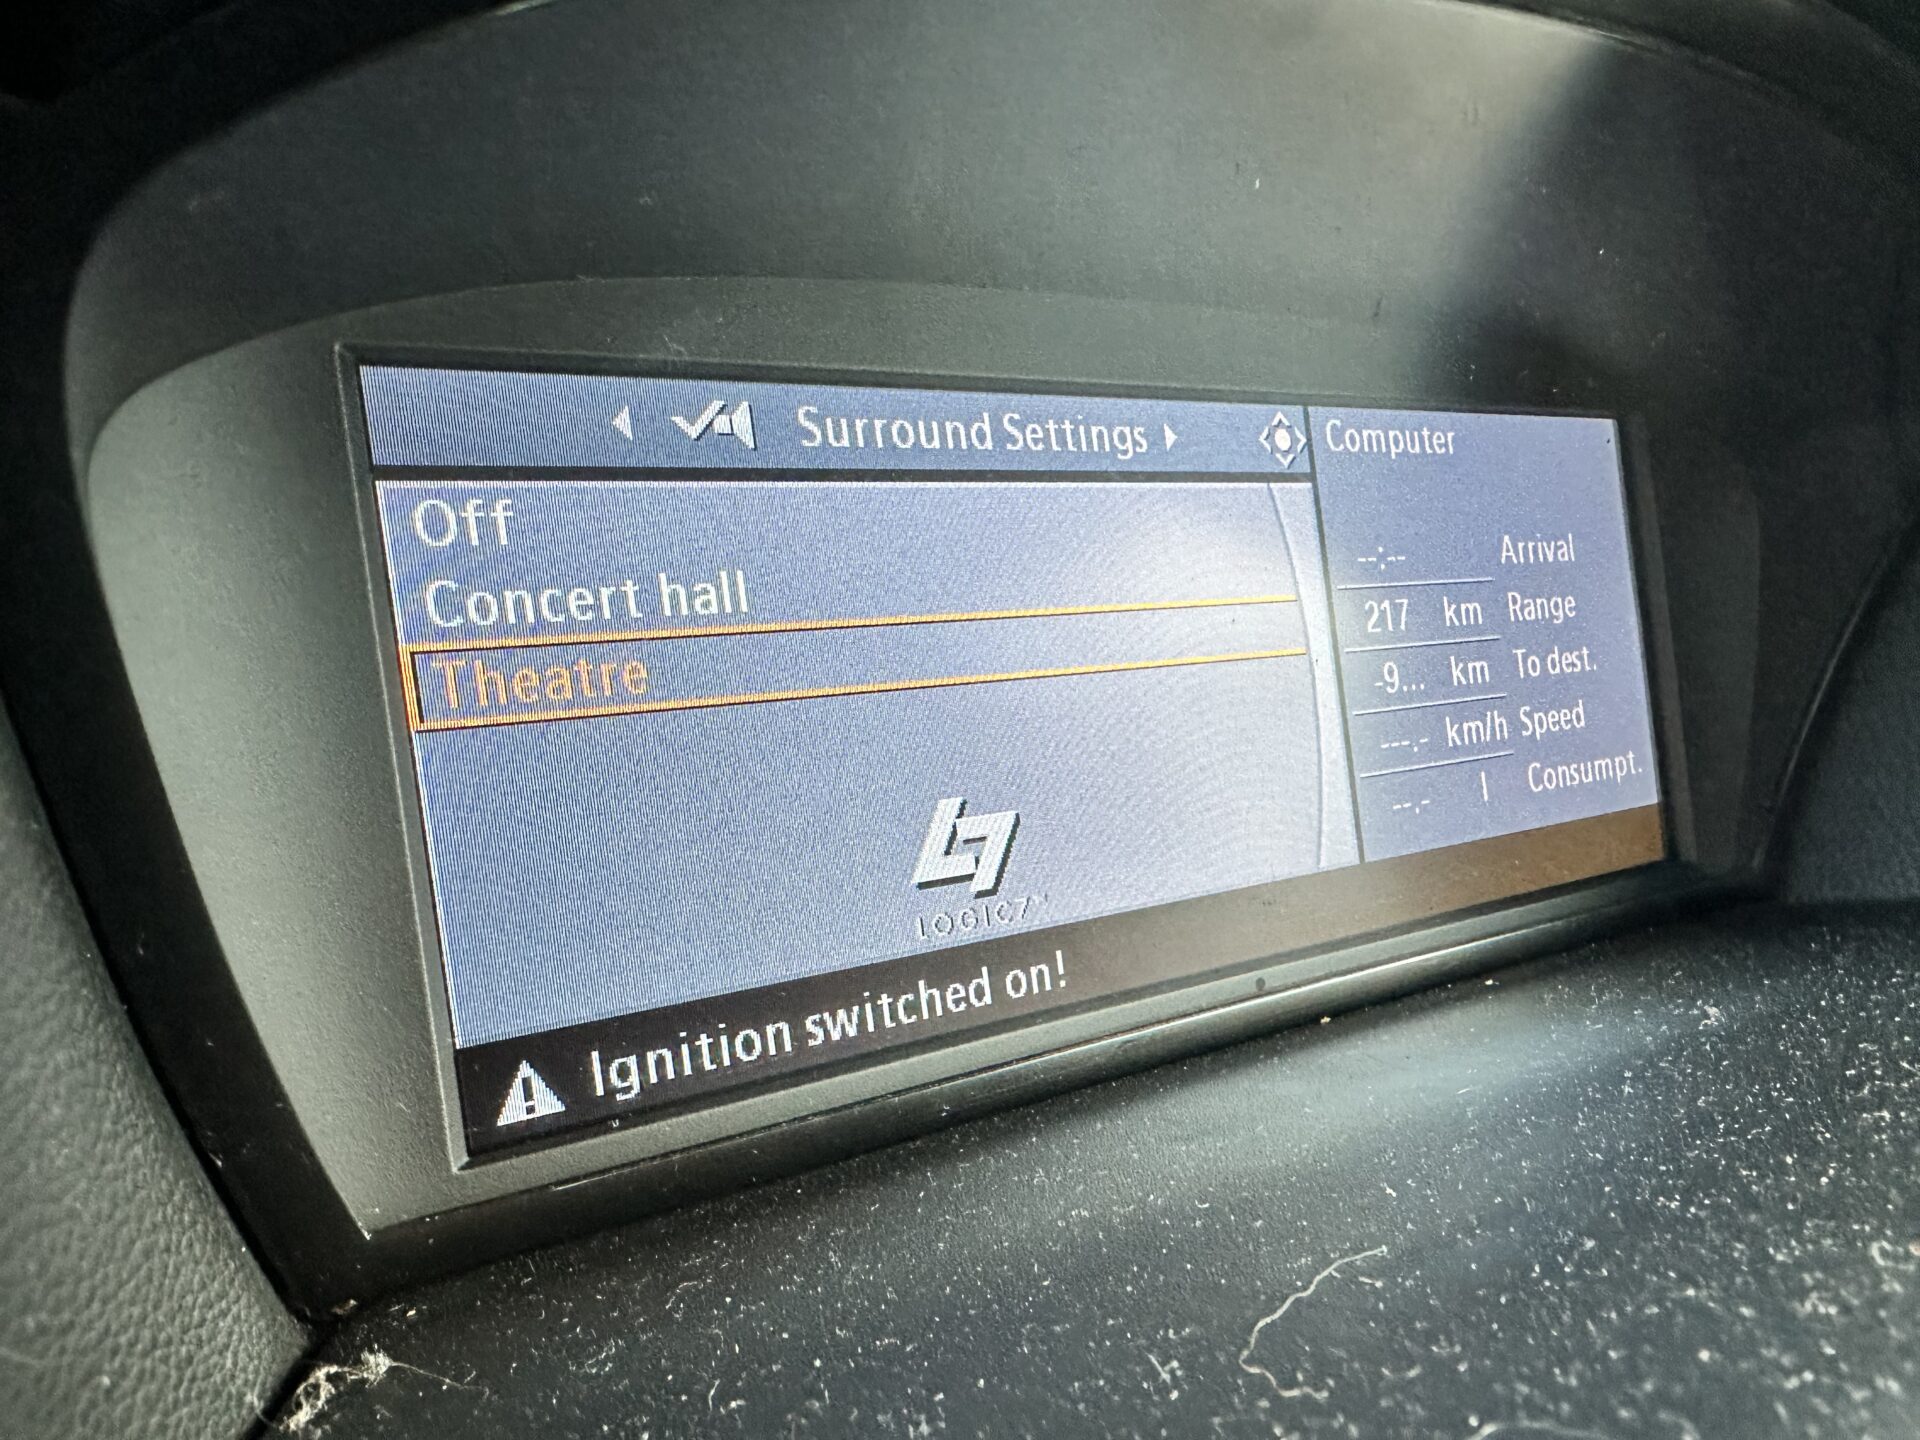 Surround Settings
Off
Concert hall
Theatre
LOGIC7™
Computer
--:-- Arrival
217 km Range
-9... km To dest.
---.- km/h Speed
--.- l Consumpt.
Ignition switched on!